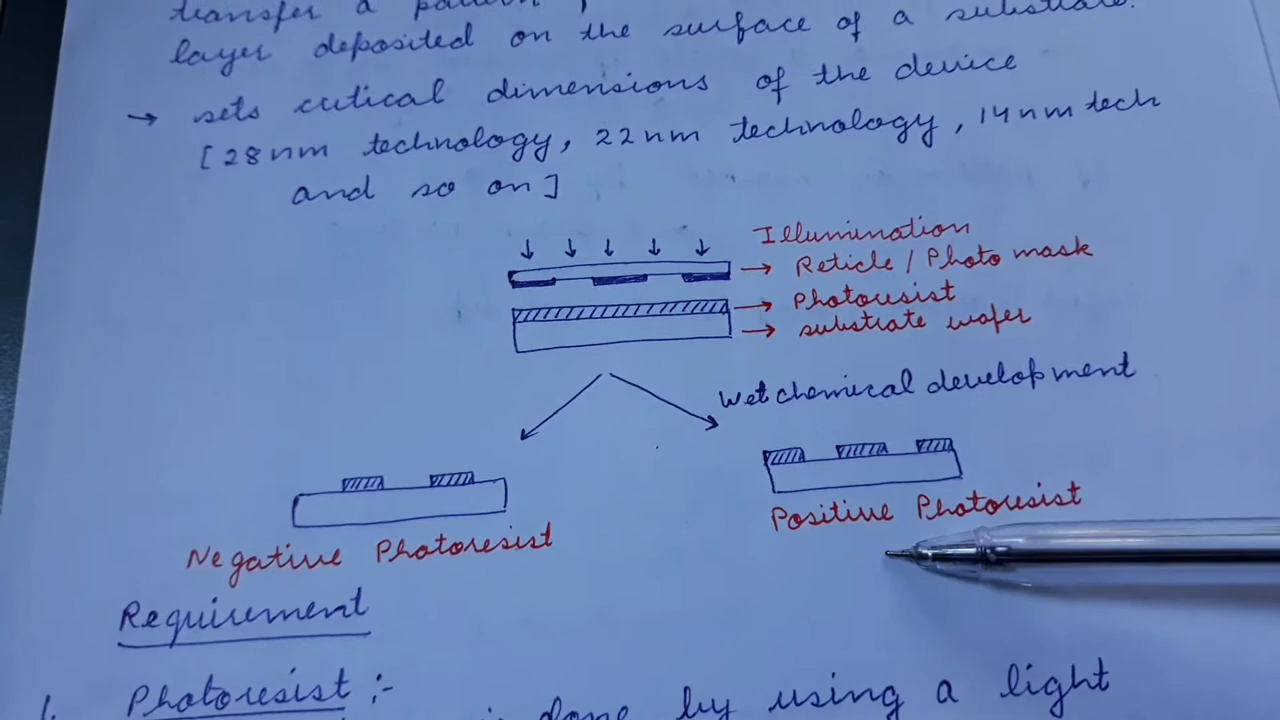 transfer a
layer deposited on the surface of a substrate.
→ sets critical dimensions of the device
[28nm technology, 22nm technology, 14nm tech
and so on]
Illumination
→ Reticle / Photo mask
→ Photoresist
→ substrate wafer
Wet chemical development
Negative Photoresist
Positive Photoresist
Requirement
1. Photoresist :-
done by using a light